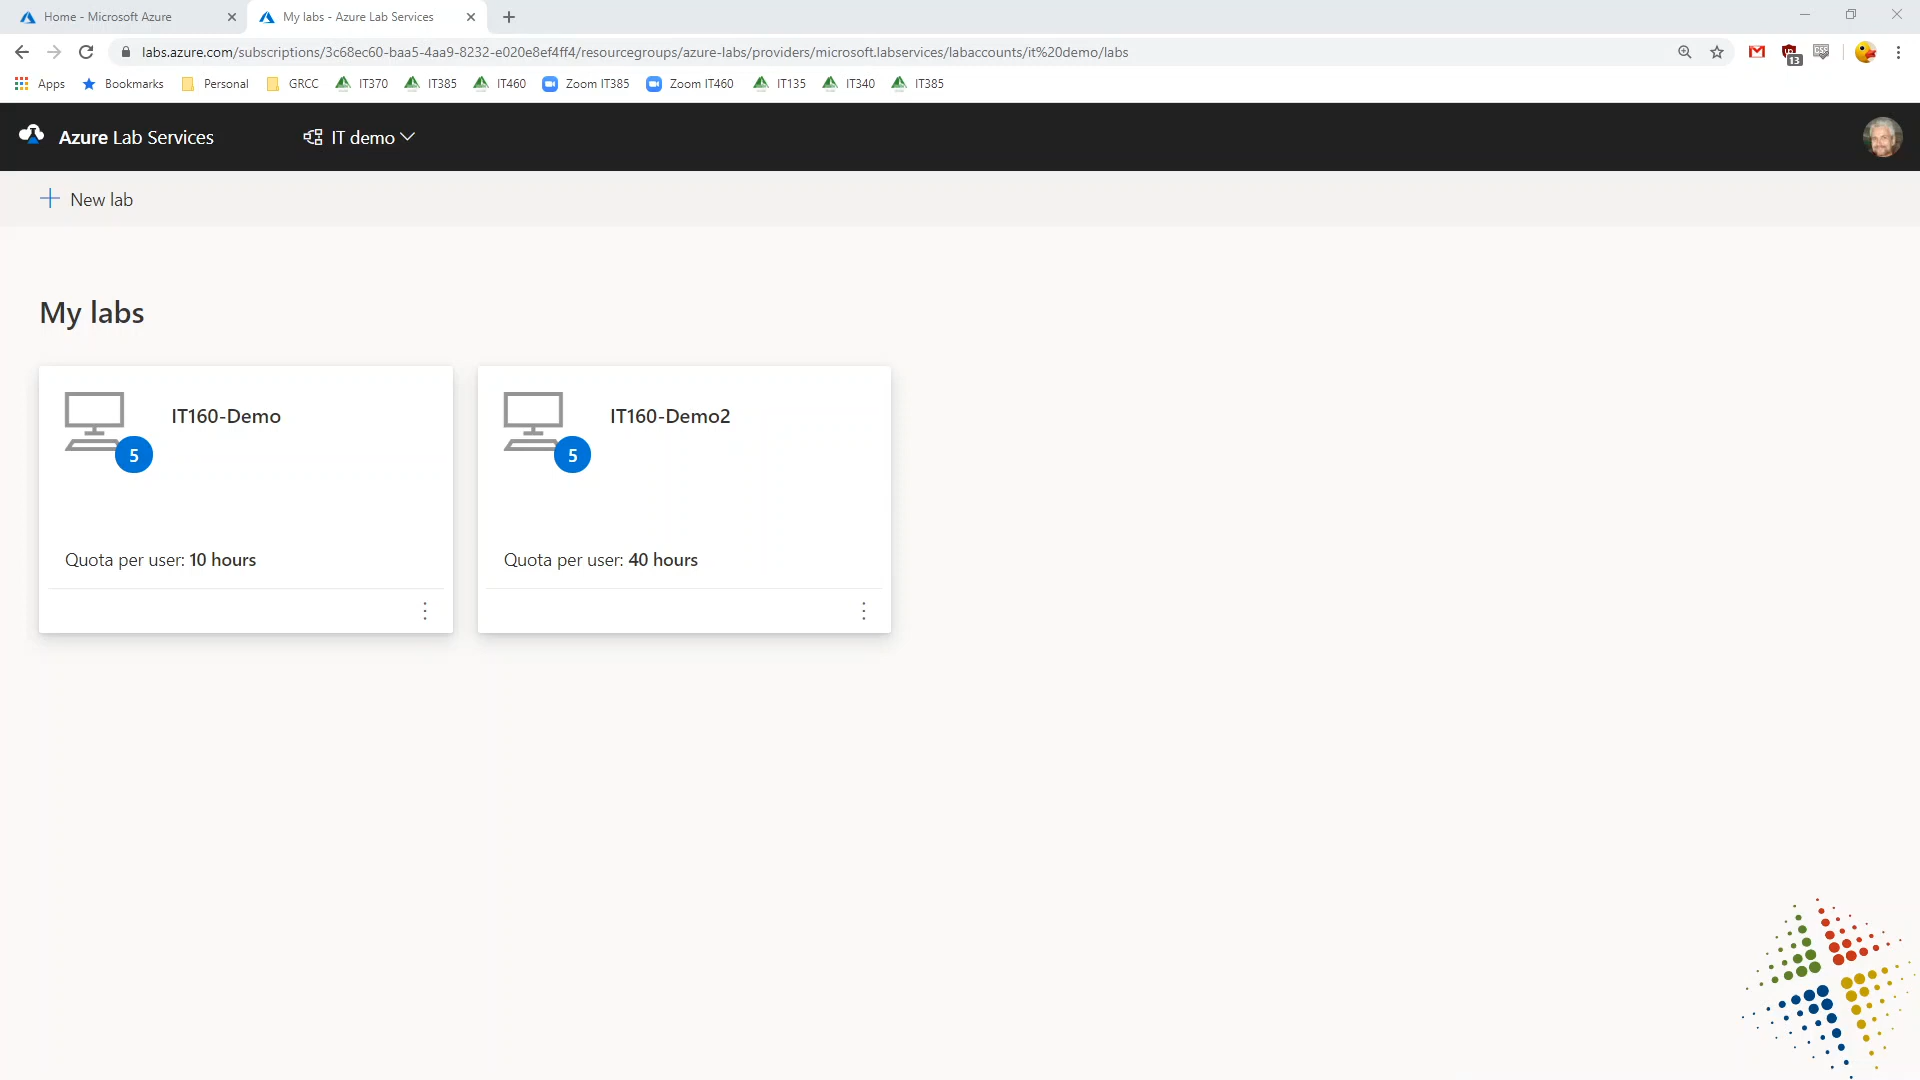 Home - Microsoft Azure
My labs - Azure Lab Services
labs.azure.com/subscriptions/3c68ec60-baa5-4aa9-8232-e020e8ef4ff4/resourcegroups/azure-labs/providers/microsoft.labservices/labaccounts/it%20demo/labs
13
Apps Bookmarks Personal GRCC IT370 IT385 IT460 Zoom IT385 Zoom IT460 IT135 IT340 IT385
Azure Lab Services IT demo
New lab
My labs
IT160-Demo
5
Quota per user: 10 hours
IT160-Demo2
5
Quota per user: 40 hours